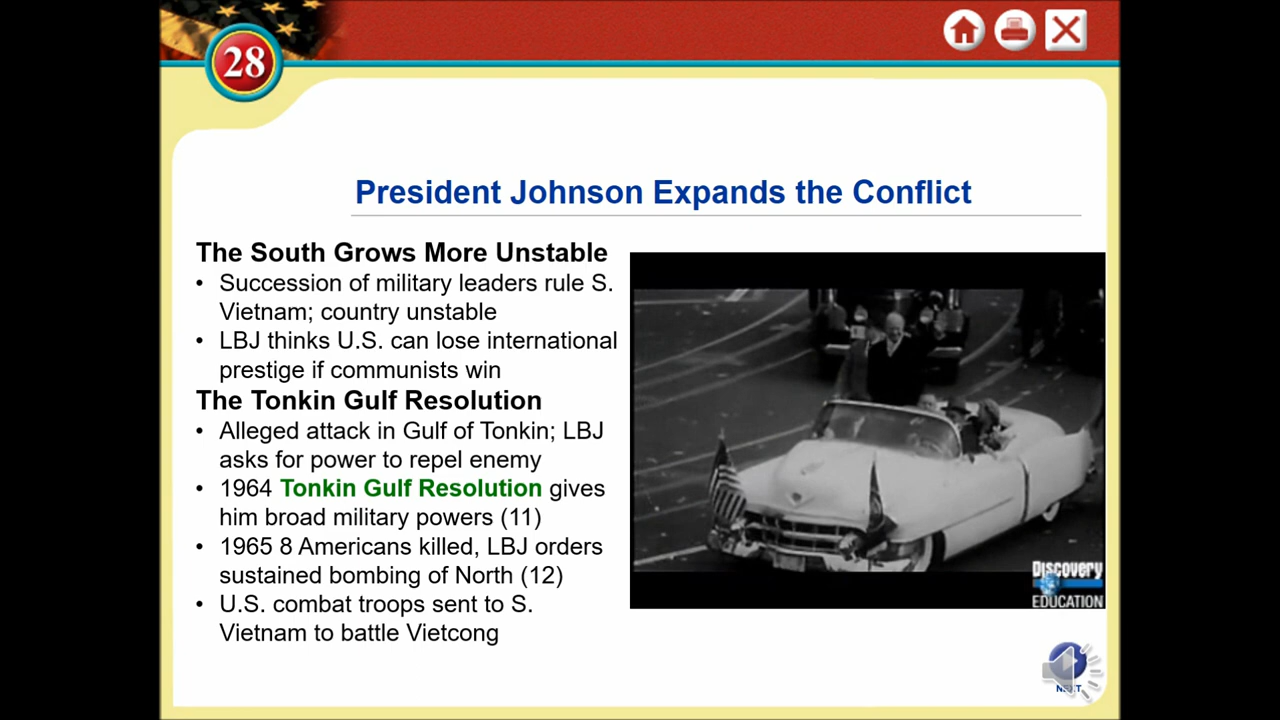 28
President Johnson Expands the Conflict
The South Grows More Unstable
• Succession of military leaders rule S.
Vietnam; country unstable
• LBJ thinks U.S. can lose international
prestige if communists win
The Tonkin Gulf Resolution
• Alleged attack in Gulf of Tonkin; LBJ
asks for power to repel enemy
• 1964 Tonkin Gulf Resolution gives
him broad military powers (11)
• 1965 8 Americans killed, LBJ orders
sustained bombing of North (12)
• U.S. combat troops sent to S.
Vietnam to battle Vietcong
Discovery
EDUCATION
NEXT